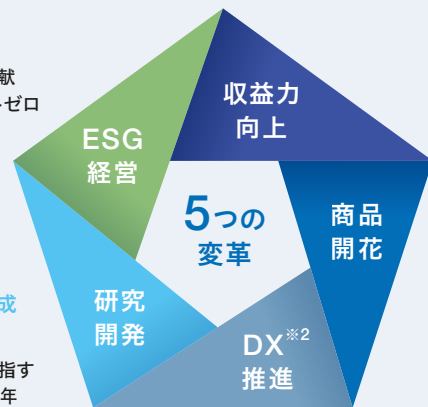 献
ゼロ
収益力
向上
ESG
経営
5つの
変革
商品
開花
研究
開発
成
DX※2
推進
指す
年